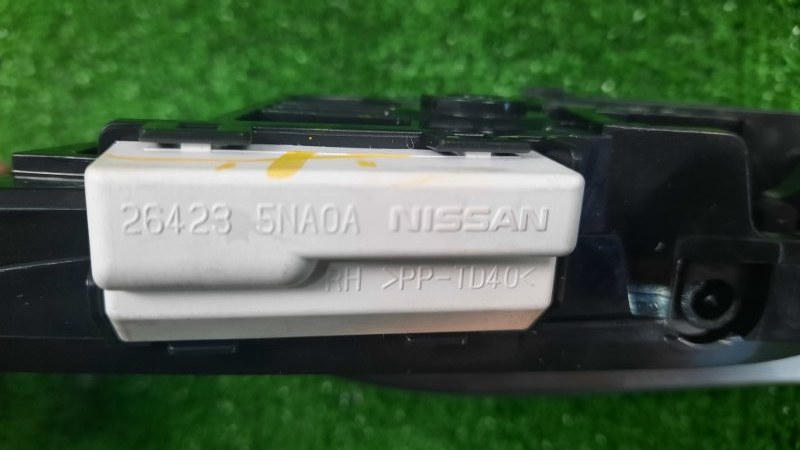 26423 5NA0A NISSAN
RH >PP-TD40<